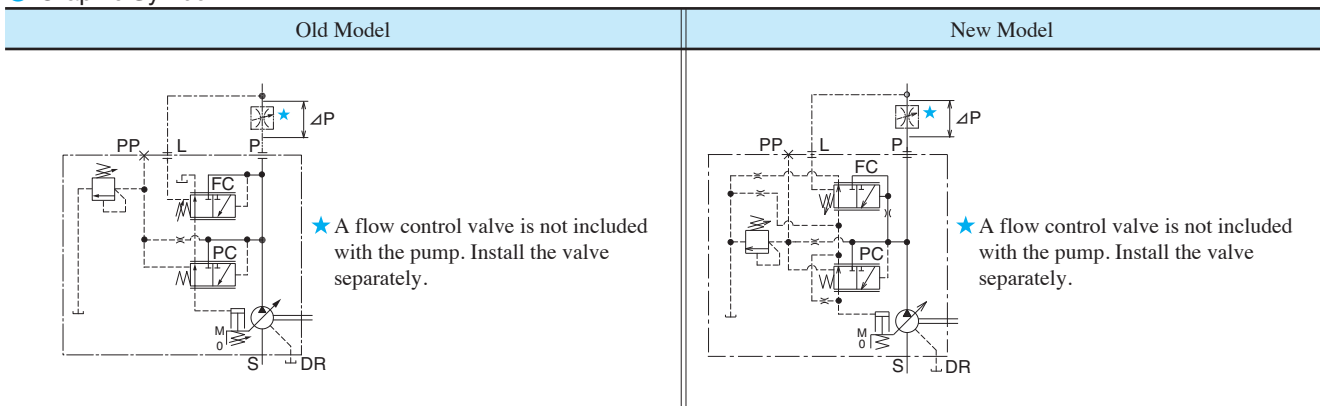 Old Model
New Model
⊿P
PP
L
P
FC
PC
M
0
S
DR
★ A flow control valve is not included
with the pump. Install the valve
separately.
⊿P
PP
L
P
FC
PC
M
0
S
DR
★ A flow control valve is not included
with the pump. Install the valve
separately.